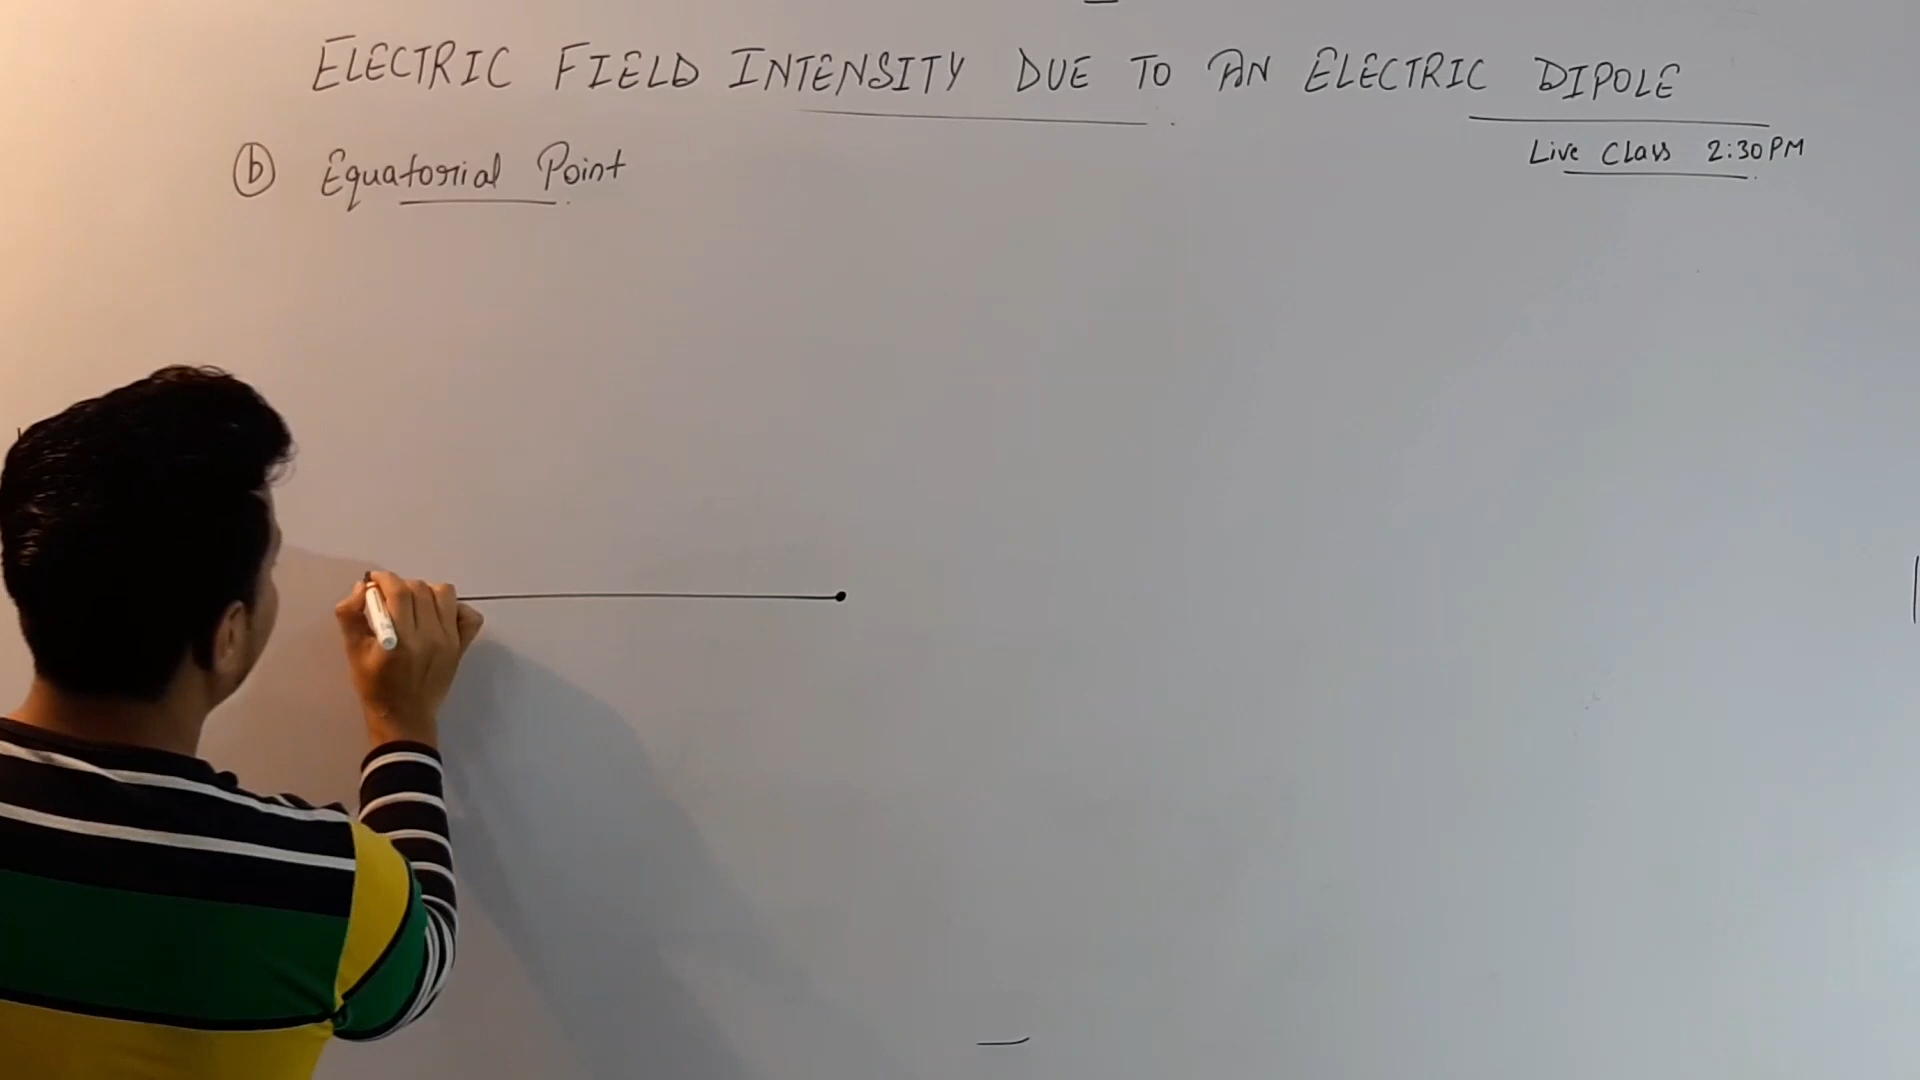 ELECTRIC FIELD INTENSITY DUE TO AN ELECTRIC DIPOLE
Live Class 2:30PM
(b) Equatorial Point